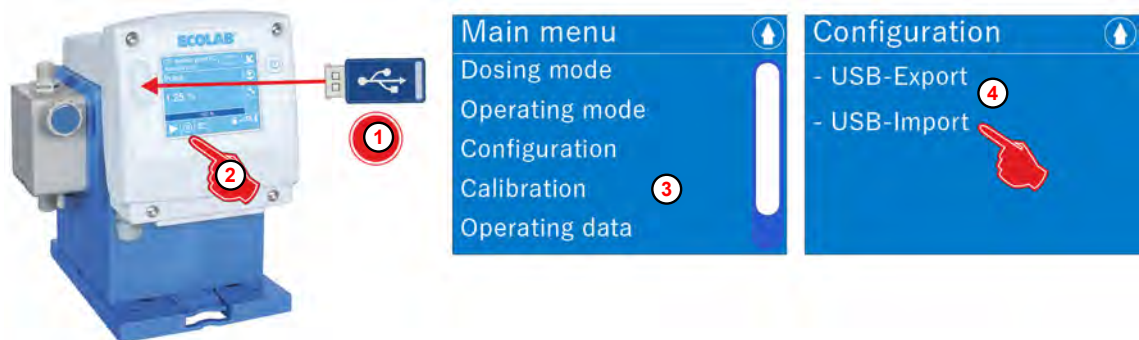 ECOLAB
1
2
Main menu
Dosing mode
Operating mode
Configuration
Calibration
3
Operating data
Configuration
- USB-Export
4
- USB-Import